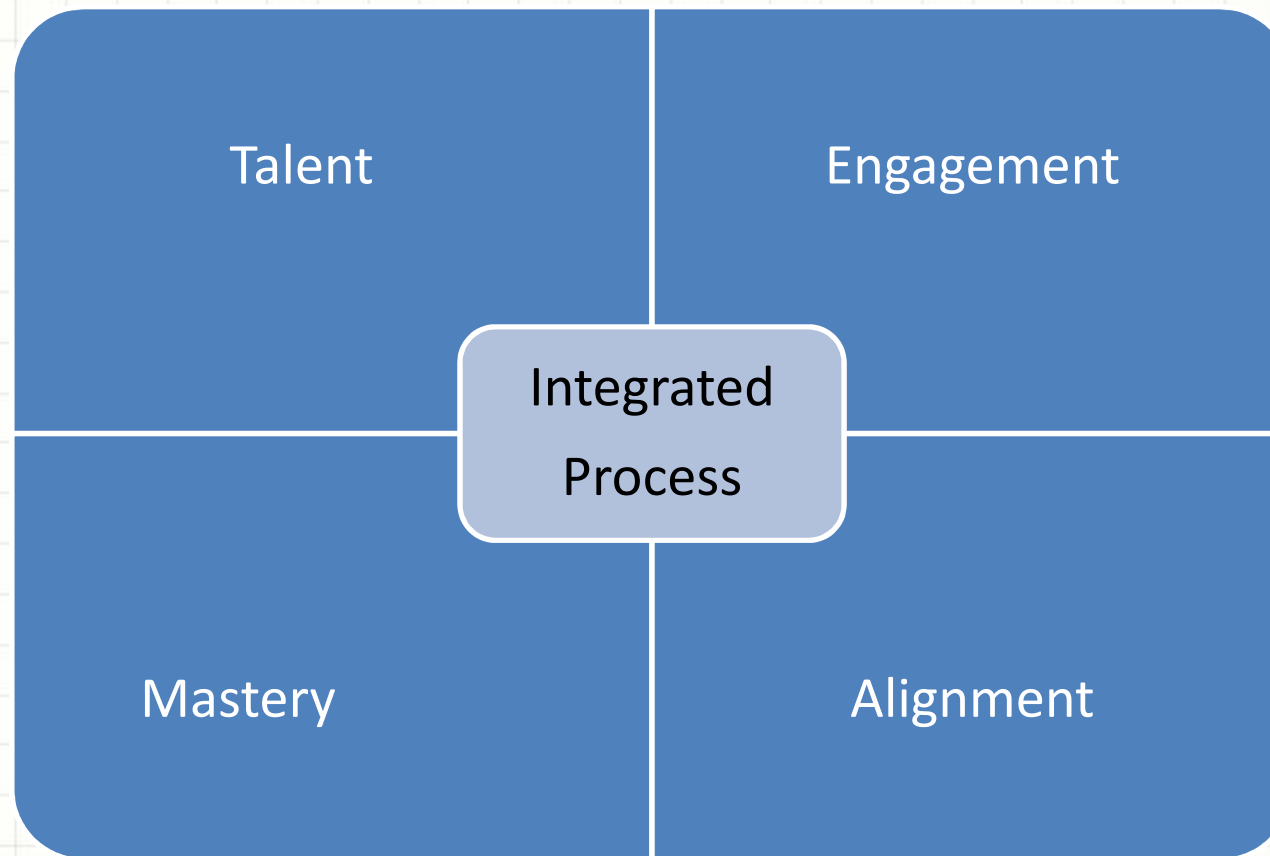 Talent
Engagement
Integrated
Process
Mastery
Alignment